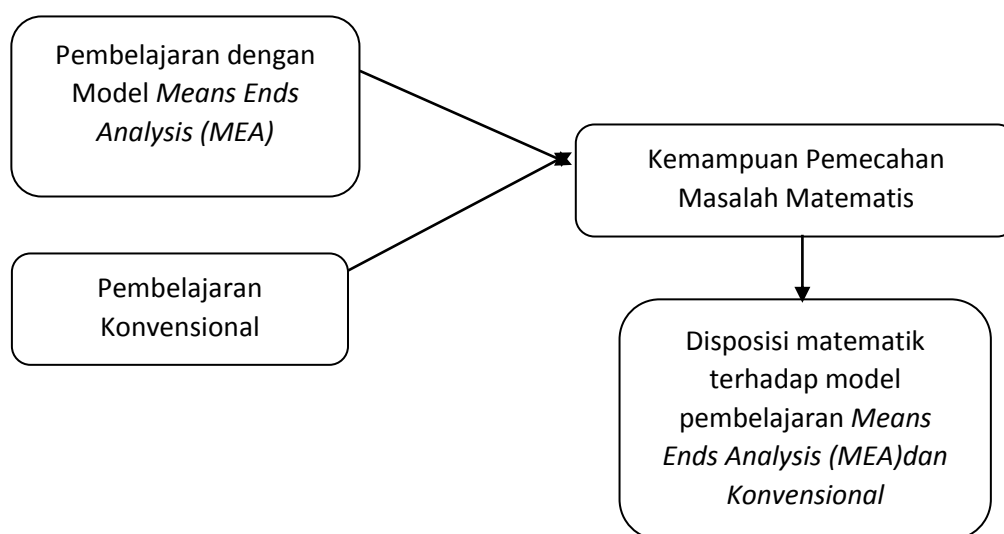 Pembelajaran dengan
Model Means Ends
Analysis (MEA)
Kemampuan Pemecahan
Masalah Matematis
Pembelajaran
Konvensional
Disposisi matematik
terhadap model
pembelajaran Means
Ends Analysis (MEA)dan
Konvensional